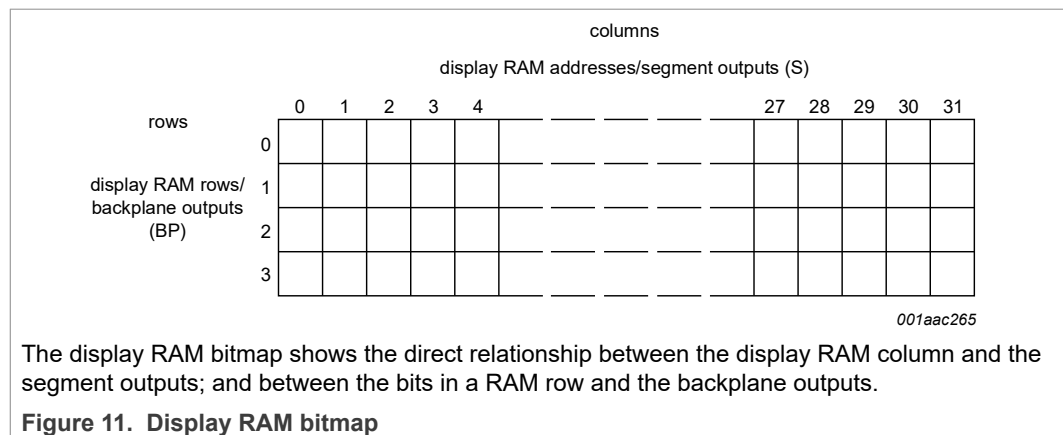 columns
display RAM addresses/segment outputs (S)
0 1 2 3 4 27 28 29 30 31
rows
0
display RAM rows/
backplane outputs
(BP)
1
2
3
001aac265
The display RAM bitmap shows the direct relationship between the display RAM column and the
segment outputs; and between the bits in a RAM row and the backplane outputs.
Figure 11. Display RAM bitmap